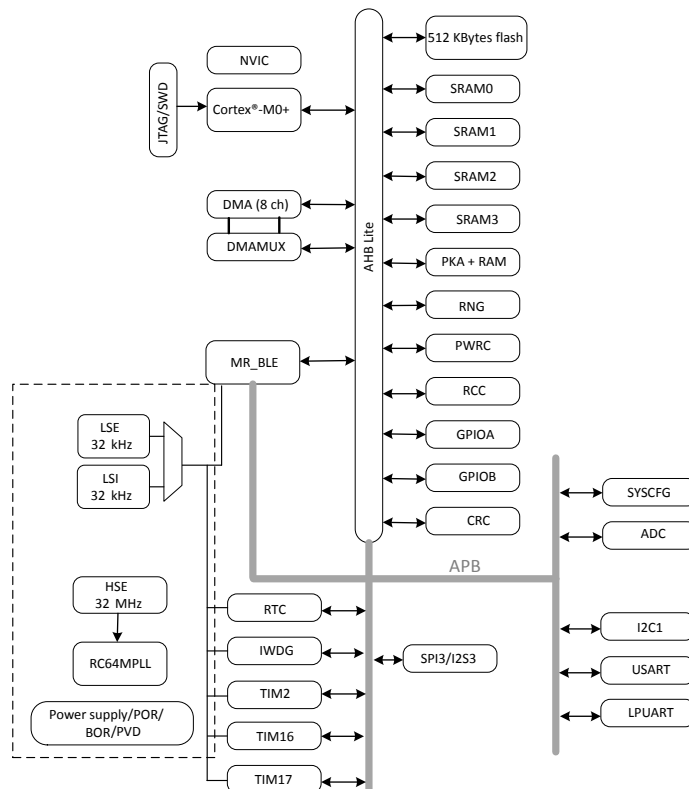 512 KBytes flash
NVIC
JTAG/SWD
Cortex®-M0+
SRAM0
SRAM1
SRAM2
DMA (8 ch)
SRAM3
DMAMUX
AHB Lite
PKA + RAM
RNG
MR_BLE
PWRC
RCC
LSE
32 kHz
GPIOA
LSI
32 kHz
GPIOB
SYSCFG
CRC
ADC
APB
HSE
32 MHz
RTC
I2C1
IWDG
SPI3/I2S3
RC64MPLL
USART
TIM2
LPUART
Power supply/POR/
BOR/PVD
TIM16
TIM17